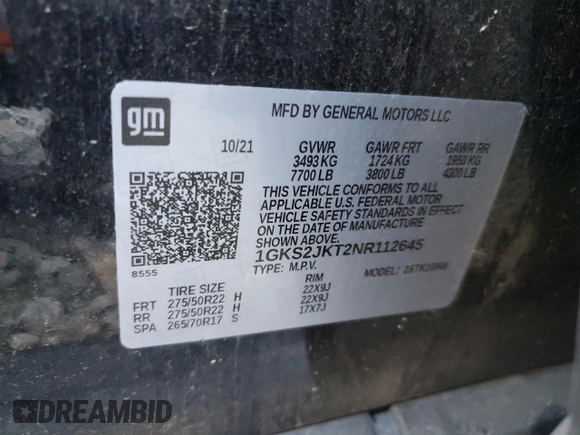 gm
MFD BY GENERAL MOTORS LLC
10/21 GVWR GAWR FRT GAWR RR
3493 KG 1724 KG 1950 KG
7700 LB 3800 LB 4300 LB
THIS VEHICLE CONFORMS TO ALL
APPLICABLE U.S. FEDERAL MOTOR
VEHICLE SAFETY STANDARDS IN EFFECT
ON THE DATE OF MANUFACTURE
SHOWN ABOVE.
1GKS2JKT2NR112645
8555 TYPE: M.P.V. MODEL:
TIRE SIZE RIM
FRT 275/50R22 H 22X9J
RR 275/50R22 H 22X9J
SPA 265/70R17 S 17X7J
DREAMBID